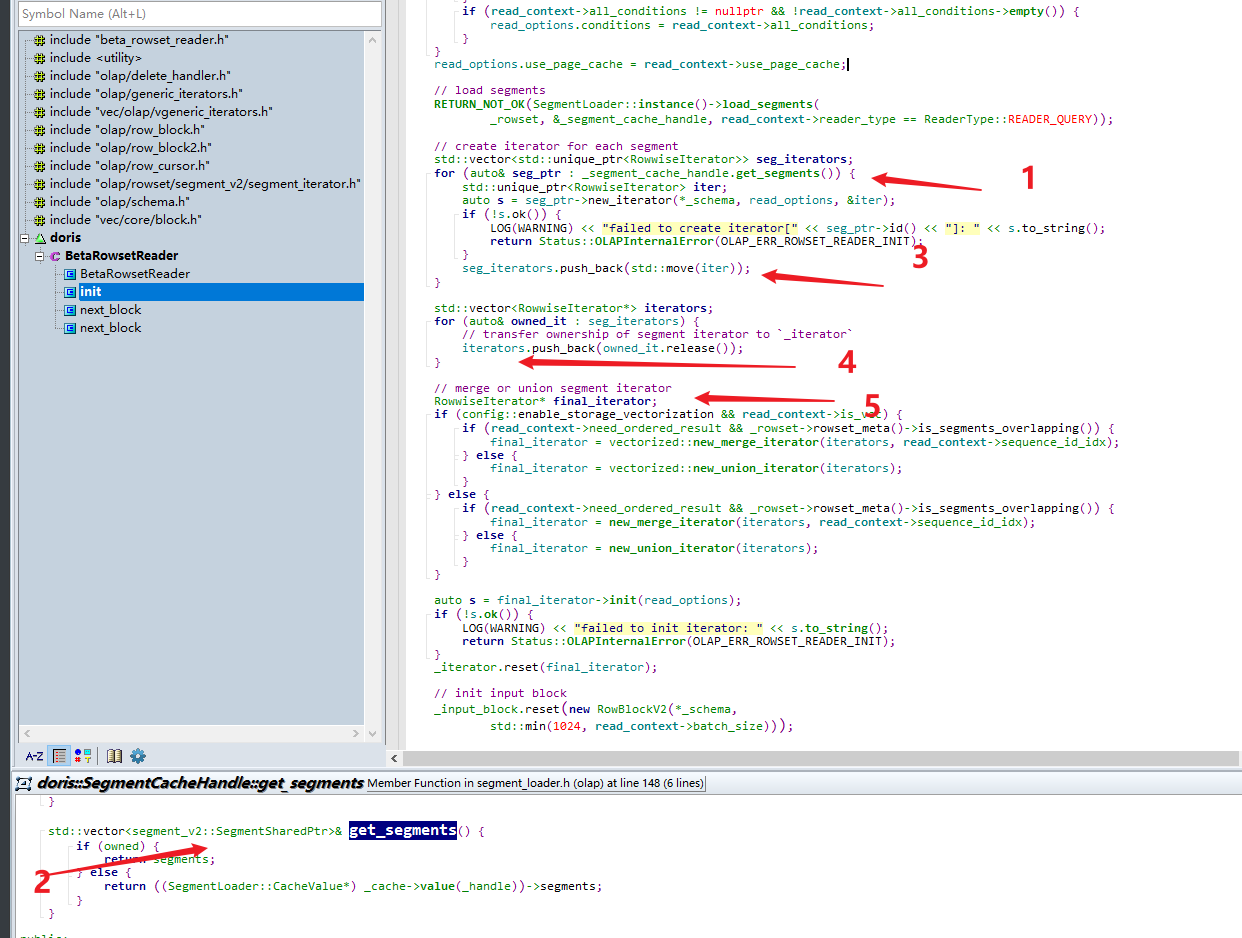 Symbol Name (Alt+L)
include "beta_rowset_reader.h"
include <utility>
include "olap/delete_handler.h"
include "olap/generic_iterators.h"
include "vec/olap/vgeneric_iterators.h"
include "olap/row_block.h"
include "olap/row_block2.h"
include "olap/row_cursor.h"
include "olap/rowset/segment_v2/segment_iterator.h"
include "olap/schema.h"
include "vec/core/block.h"
doris
BetaRowsetReader
BetaRowsetReader
init
next_block
next_block
A-Z
}
if (read_context->all_conditions != nullptr && !read_context->all_conditions->empty()) {
read_options.conditions = read_context->all_conditions;
}
}
read_options.use_page_cache = read_context->use_page_cache;
// load segments
RETURN_NOT_OK(SegmentLoader::instance()->load_segments(
_rowset, &_segment_cache_handle, read_context->reader_type == ReaderType::READER_QUERY));
// create iterator for each segment
std::vector<std::unique_ptr<RowwiseIterator>> seg_iterators;
for (auto& seg_ptr : _segment_cache_handle.get_segments()) {
1
std::unique_ptr<RowwiseIterator> iter;
auto s = seg_ptr->new_iterator(*_schema, read_options, &iter);
if (!s.ok()) {
LOG(WARNING) << "failed to create iterator[" << seg_ptr->id() << "]: " << s.to_string();
return Status::OLAPInternalError(OLAP_ERR_ROWSET_READER_INIT);
}
3
seg_iterators.push_back(std::move(iter));
}
std::vector<RowwiseIterator*> iterators;
for (auto& owned_it : seg_iterators) {
// transfer ownership of segment iterator to `_iterator`
iterators.push_back(owned_it.release());
}
4
// merge or union segment iterator
RowwiseIterator* final_iterator;
5
if (config::enable_storage_vectorization && read_context->is_vec) {
if (read_context->need_ordered_result && _rowset->rowset_meta()->is_segments_overlapping()) {
final_iterator = vectorized::new_merge_iterator(iterators, read_context->sequence_id_idx);
} else {
final_iterator = vectorized::new_union_iterator(iterators);
}
} else {
if (read_context->need_ordered_result && _rowset->rowset_meta()->is_segments_overlapping()) {
final_iterator = new_merge_iterator(iterators, read_context->sequence_id_idx);
} else {
final_iterator = new_union_iterator(iterators);
}
}
auto s = final_iterator->init(read_options);
if (!s.ok()) {
LOG(WARNING) << "failed to init iterator: " << s.to_string();
return Status::OLAPInternalError(OLAP_ERR_ROWSET_READER_INIT);
}
_iterator.reset(final_iterator);
// init input block
_input_block.reset(new RowBlockV2(*_schema,
std::min(1024, read_context->batch_size)));
doris::SegmentCacheHandle::get_segments Member Function in segment_loader.h (olap) at line 148 (6 lines)
}
std::vector<segment_v2::SegmentSharedPtr>& get_segments() {
if (owned) {
return segments;
2
} else {
return ((SegmentLoader::CacheValue*) _cache->value(_handle))->segments;
}
}
public: